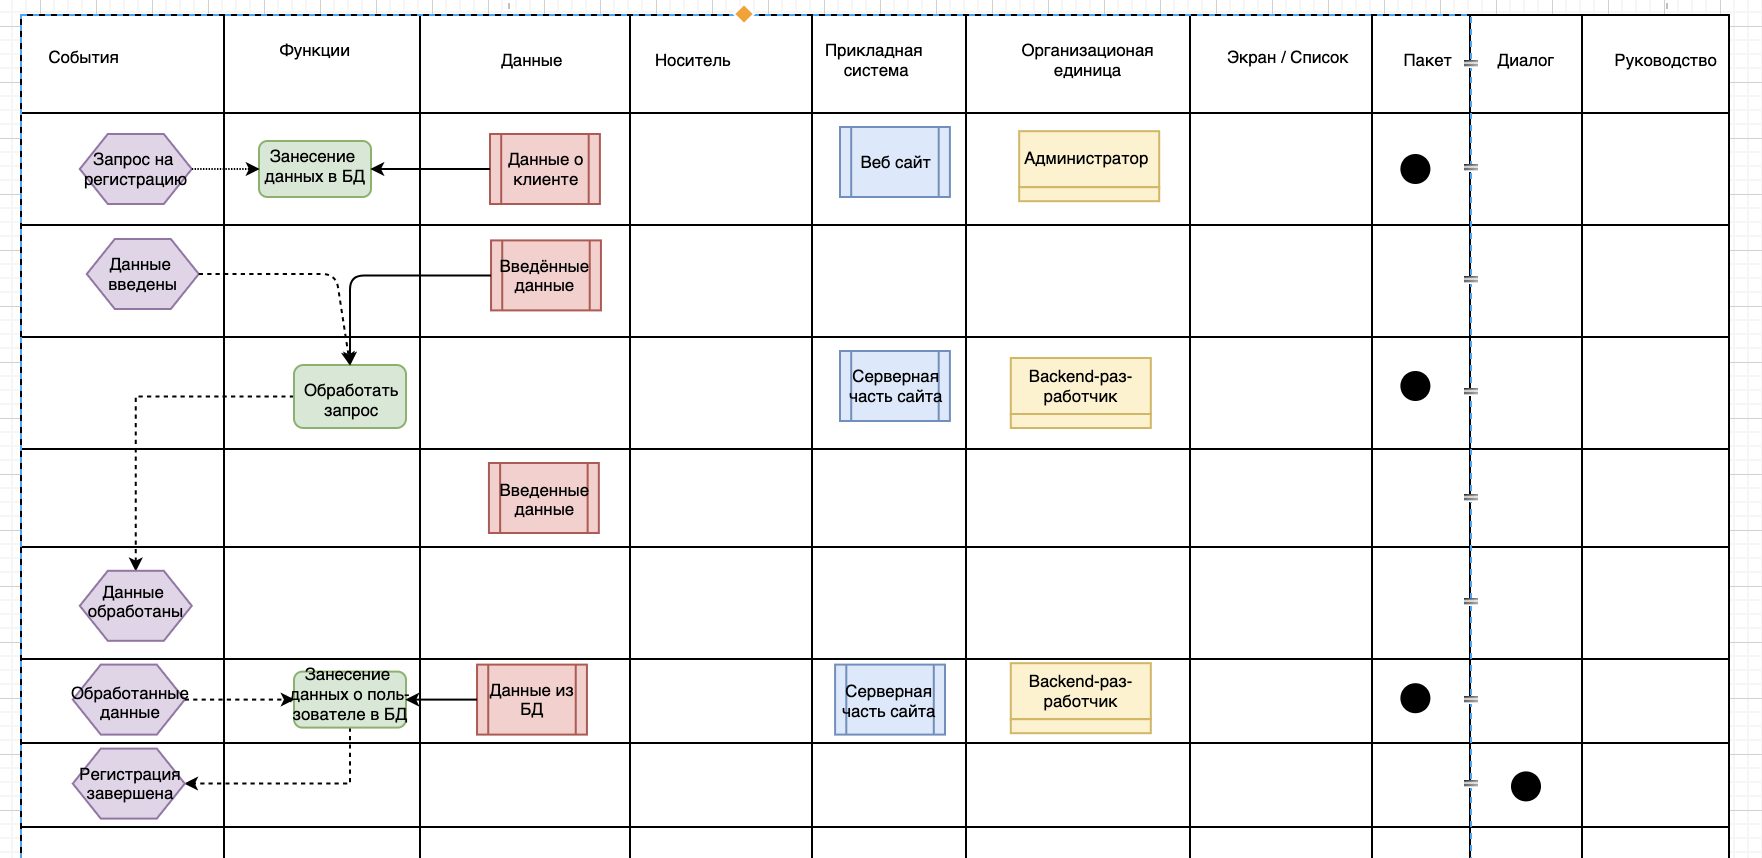 События
Функции
Данные
Носитель
Прикладная
система
Организационая
единица
Экран / Список
Пакет
Диалог
Руководство
Запрос на
регистрацию
Занесение
данных в БД
Данные о
клиенте
Веб сайт
Администратор
Данные
введены
Введённые
данные
Обработать
запрос
Серверная
часть сайта
Backend-раз-
работчик
Введенные
данные
Данные
обработаны
Обработанные
данные
Занесение
данных о поль-
зователе в БД
Данные из
БД
Серверная
часть сайта
Backend-раз-
работчик
Регистрация
завершена